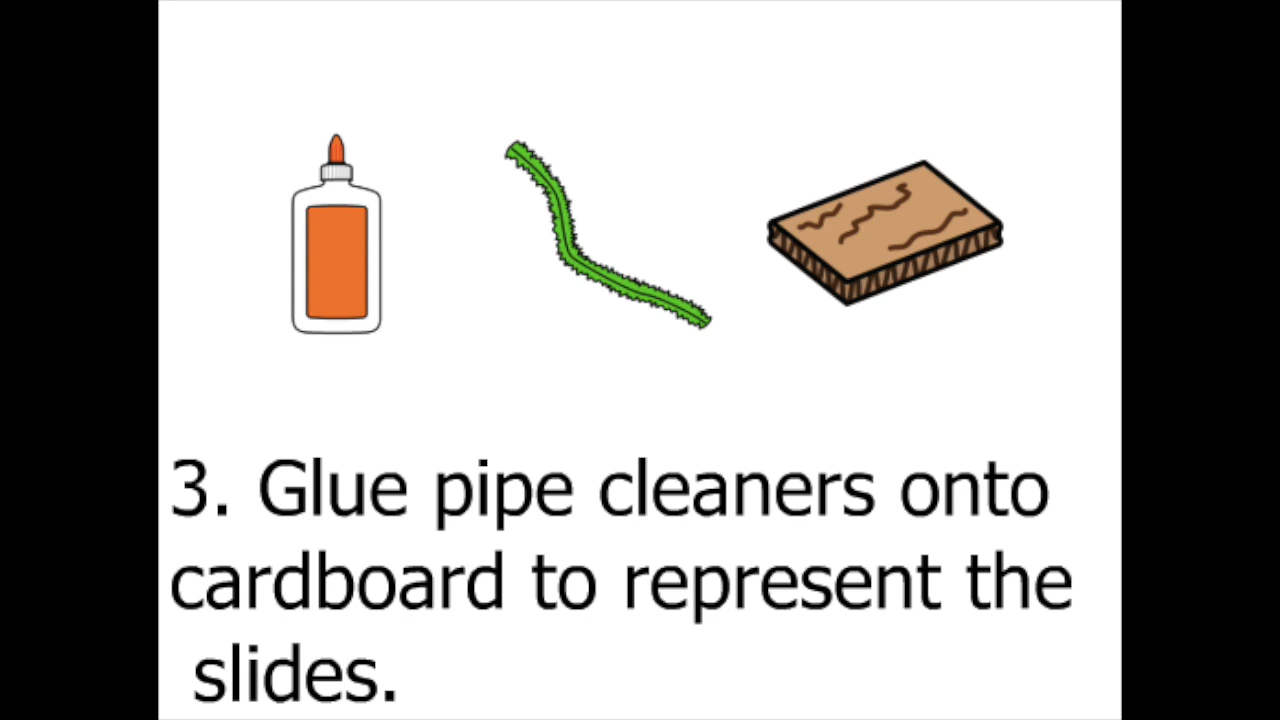 3. Glue pipe cleaners onto
cardboard to represent the
slides.